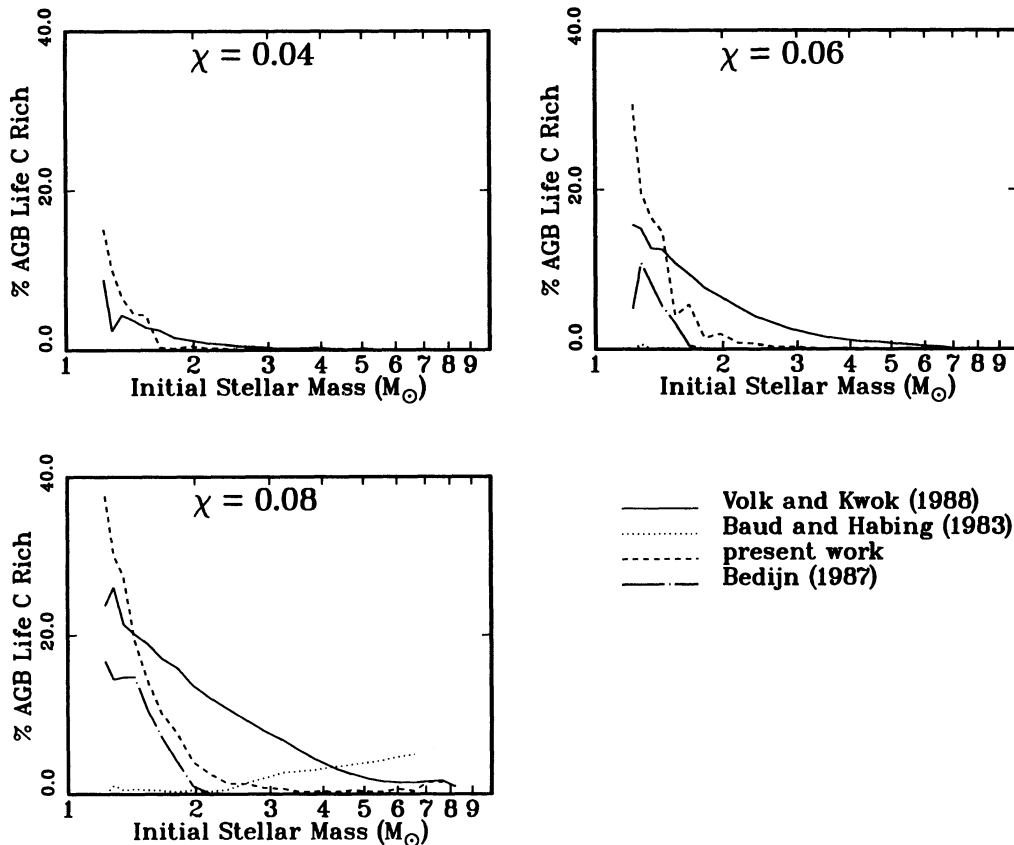 40.0
χ = 0.04
% AGB Life C Rich
20.0
0.0
1 2 3 4 5 6 7 8 9
Initial Stellar Mass (M☉)
40.0
χ = 0.06
% AGB Life C Rich
20.0
0.0
1 2 3 4 5 6 7 8 9
Initial Stellar Mass (M☉)
40.0
χ = 0.08
% AGB Life C Rich
20.0
0.0
1 2 3 4 5 6 7 8 9
Initial Stellar Mass (M☉)
Volk and Kwok (1988)
Baud and Habing (1983)
present work
Bedijn (1987)